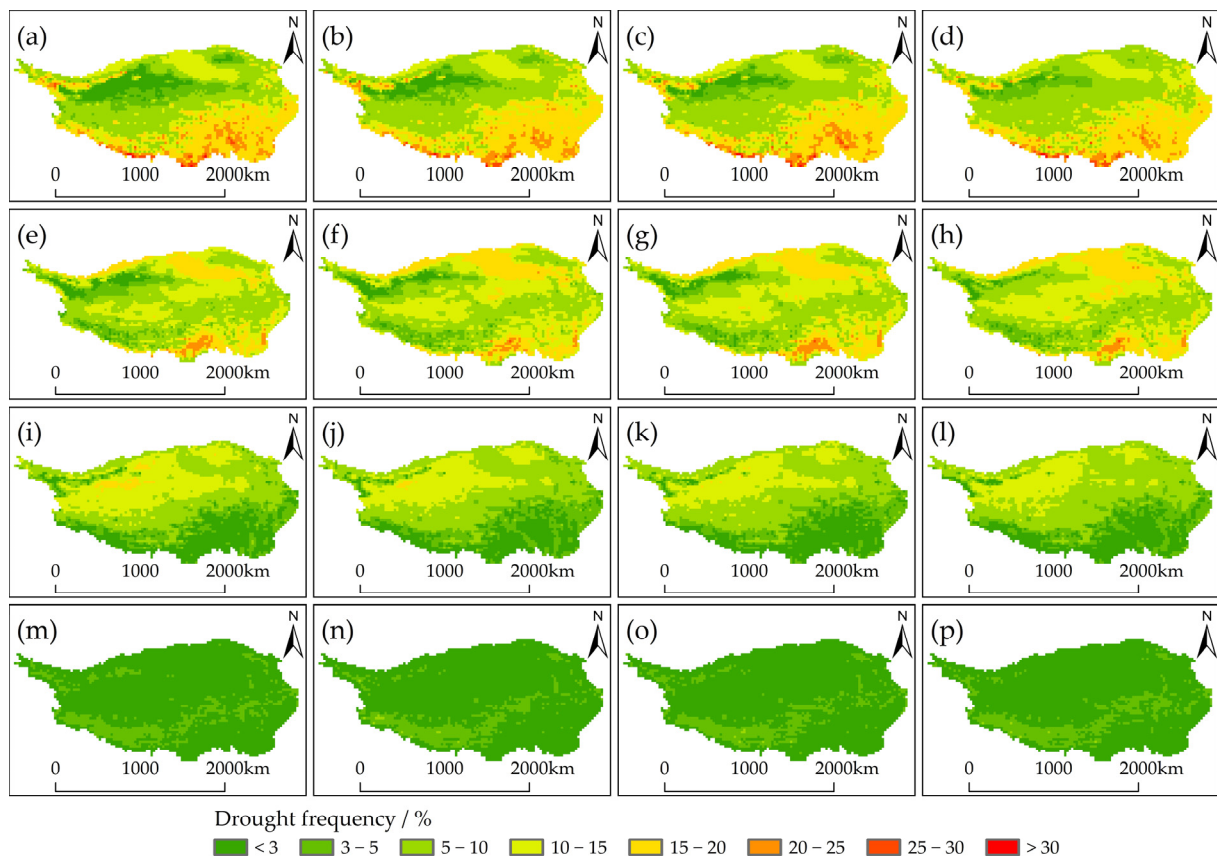 (a) N (b) N (c) N (d) N
0 1000 2000km 0 1000 2000km 0 1000 2000km 0 1000 2000km
(e) N (f) N (g) N (h) N
0 1000 2000km 0 1000 2000km 0 1000 2000km 0 1000 2000km
(i) N (j) N (k) N (l) N
0 1000 2000km 0 1000 2000km 0 1000 2000km 0 1000 2000km
(m) N (n) N (o) N (p) N
0 1000 2000km 0 1000 2000km 0 1000 2000km 0 1000 2000km
Drought frequency / %
< 3 3 – 5 5 – 10 10 – 15 15 – 20 20 – 25 25 – 30 > 30